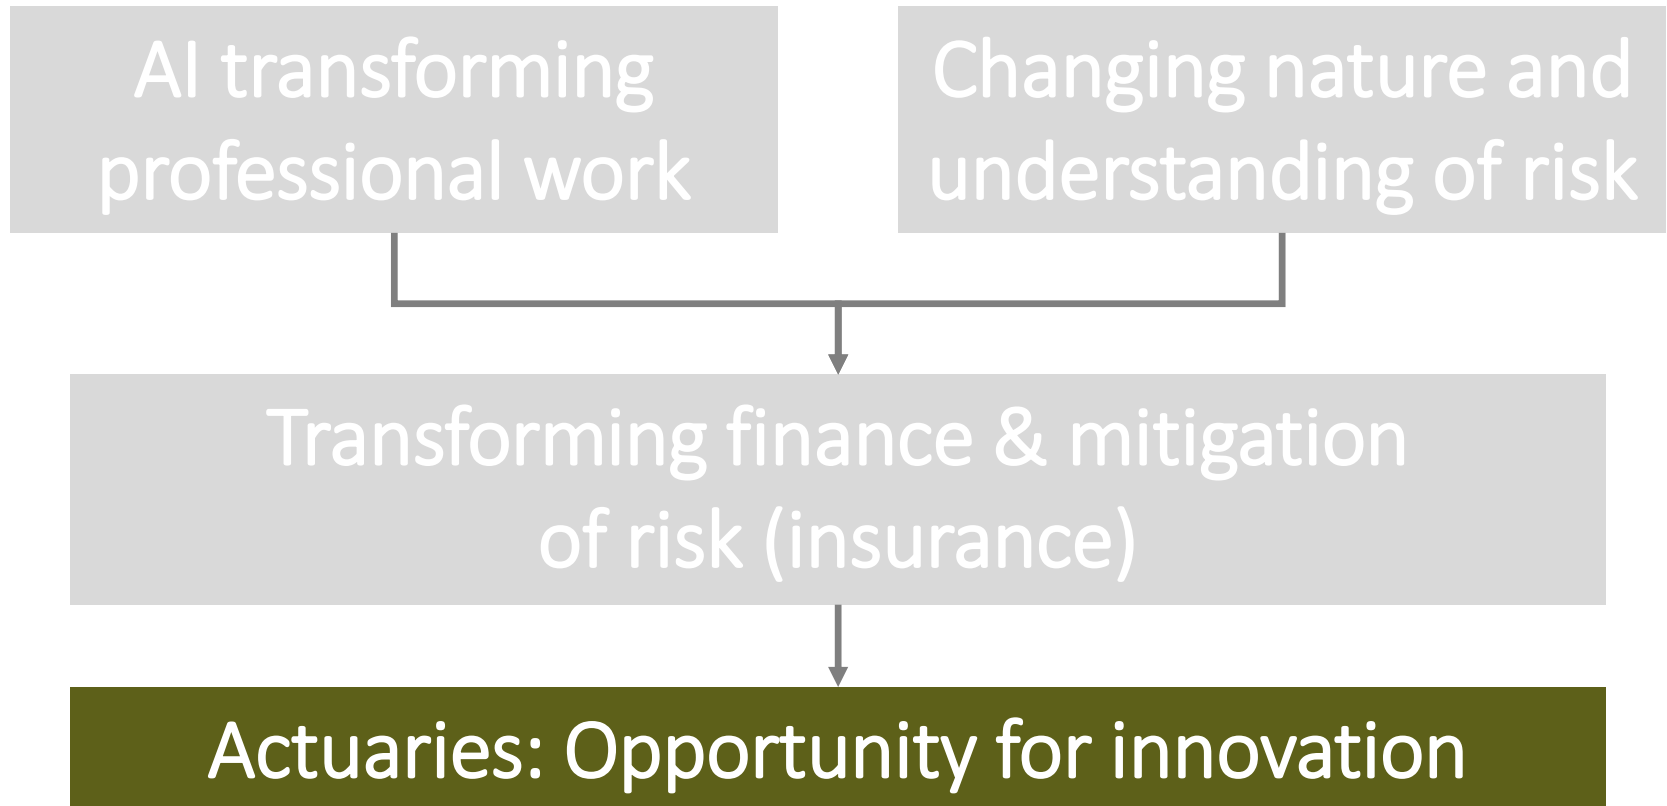 AI transforming
professional work
Changing nature and
understanding of risk
Transforming finance & mitigation
of risk (insurance)
Actuaries: Opportunity for innovation